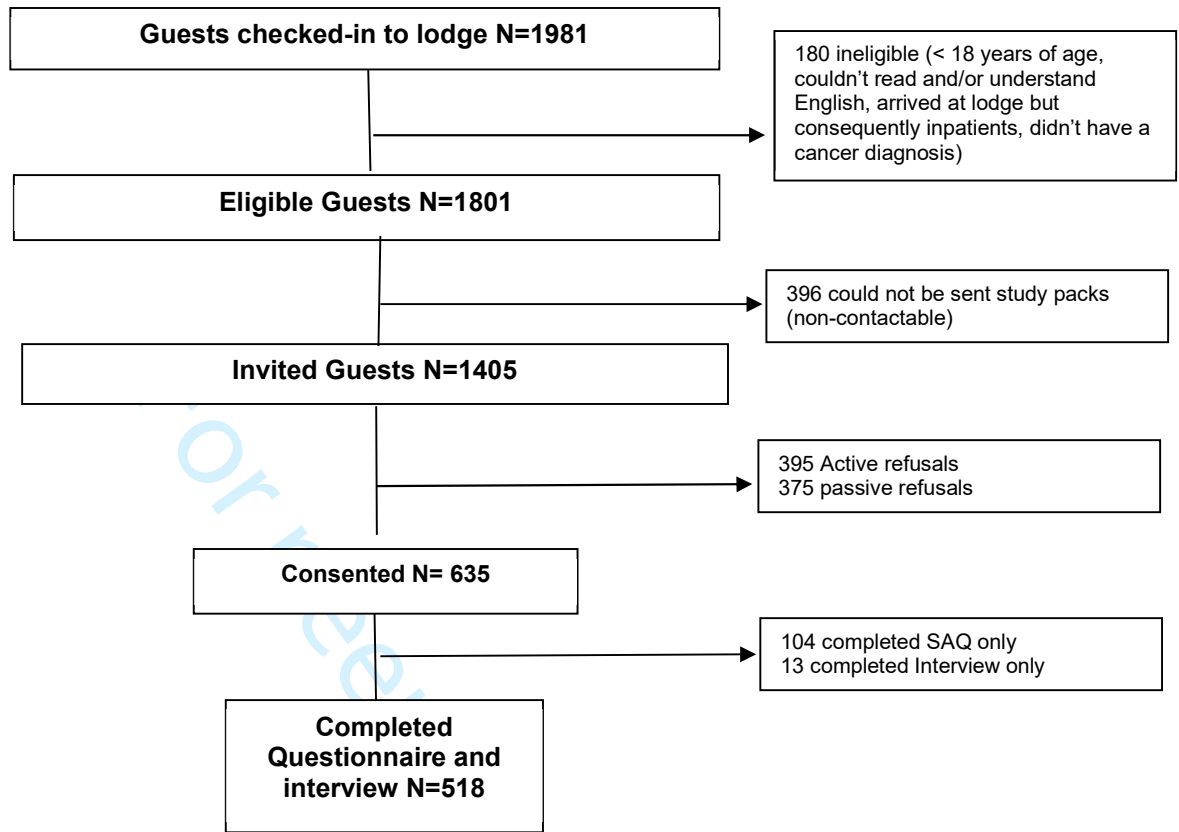 Guests checked-in to lodge N=1981
180 ineligible (< 18 years of age,
couldn’t read and/or understand
English, arrived at lodge but
consequently inpatients, didn’t have a
cancer diagnosis)
Eligible Guests N=1801
396 could not be sent study packs
(non-contactable)
Invited Guests N=1405
395 Active refusals
375 passive refusals
Consented N= 635
104 completed SAQ only
13 completed Interview only
Completed
Questionnaire and
interview N=518